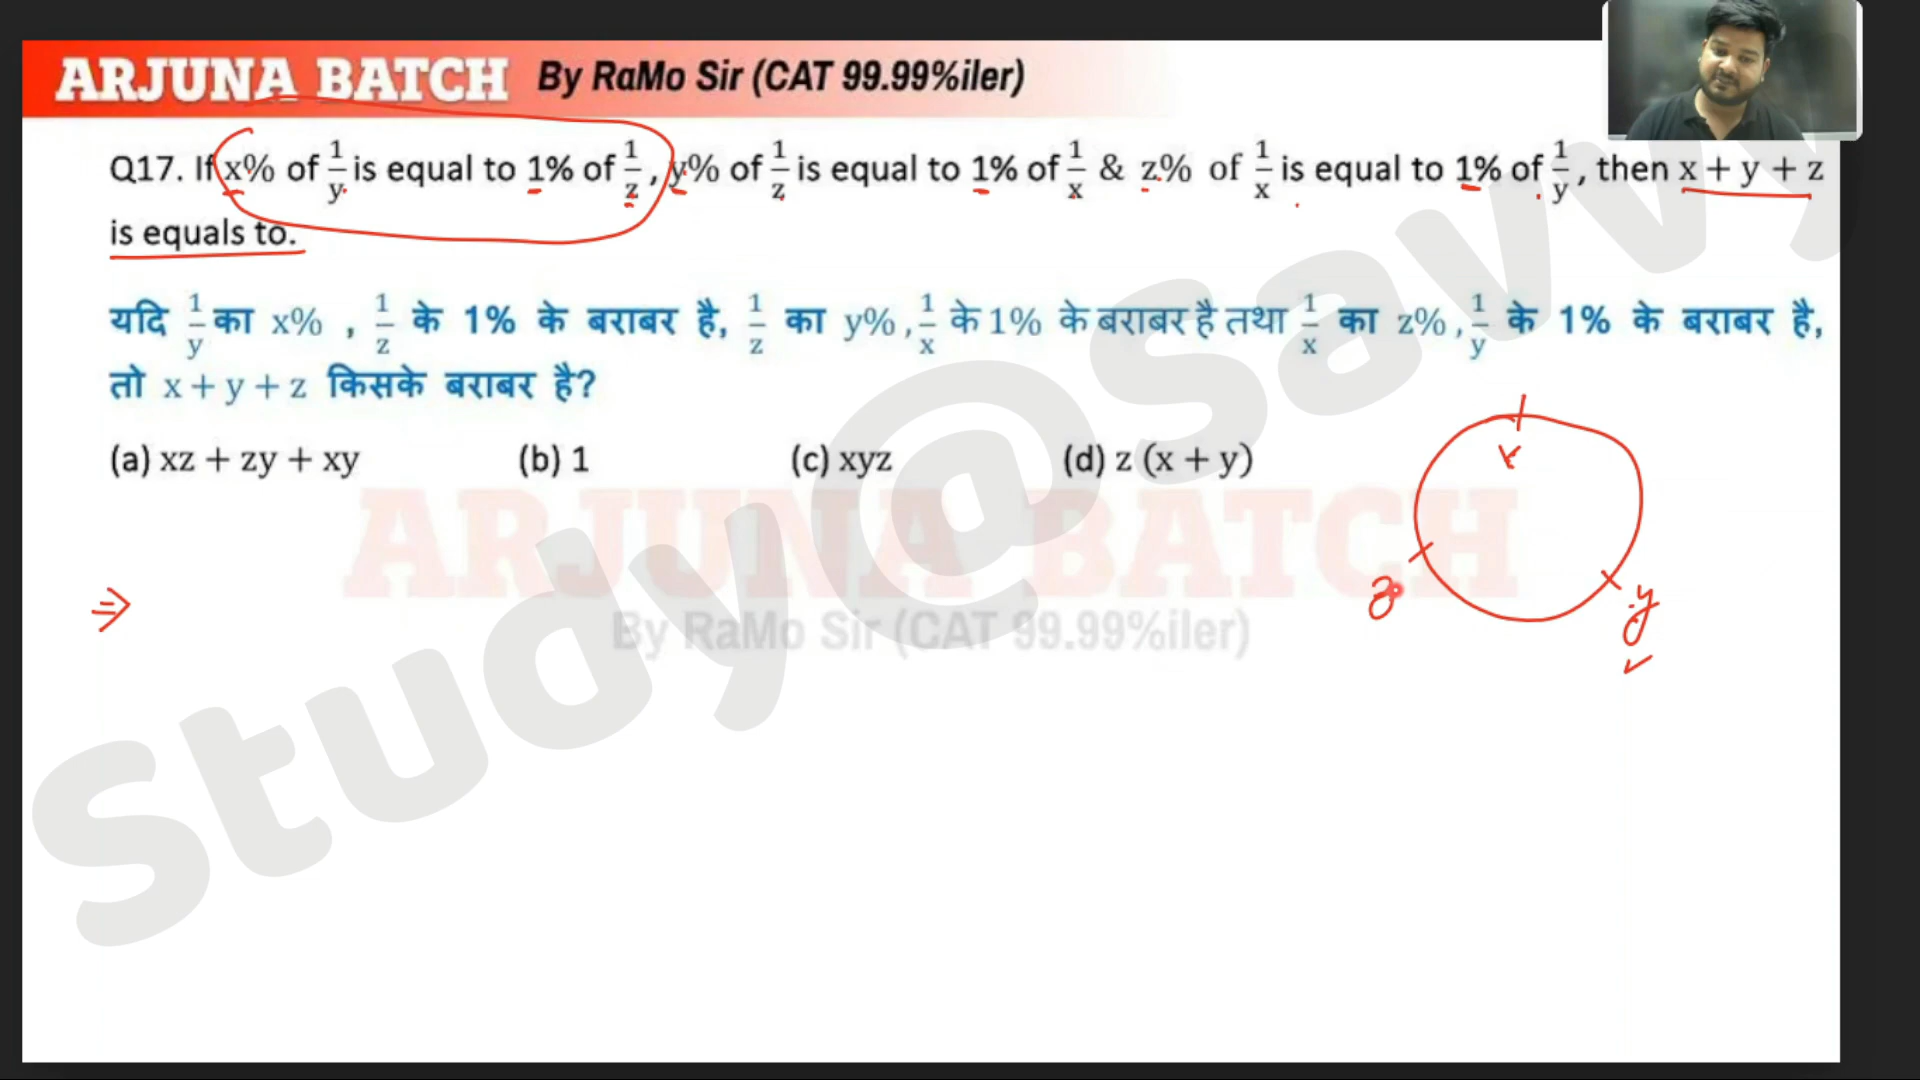 ARJUNA BATCH By RaMo Sir (CAT 99.99%iler)
Q17. If x% of 1/y is equal to 1% of 1/z, y% of 1/z is equal to 1% of 1/x & z% of 1/x is equal to 1% of 1/y, then x + y + z
is equals to.
यदि 1/y का x% , 1/z के 1% के बराबर है, 1/z का y%, 1/x के 1% के बराबर है तथा 1/x का z%, 1/y के 1% के बराबर है,
तो x + y + z किसके बराबर है?
(a) xz + zy + xy (b) 1 (c) xyz (d) z (x + y)
x
z
y
ARJUNA BATCH
By RaMo Sir (CAT 99.99%iler)
Study@Savvy